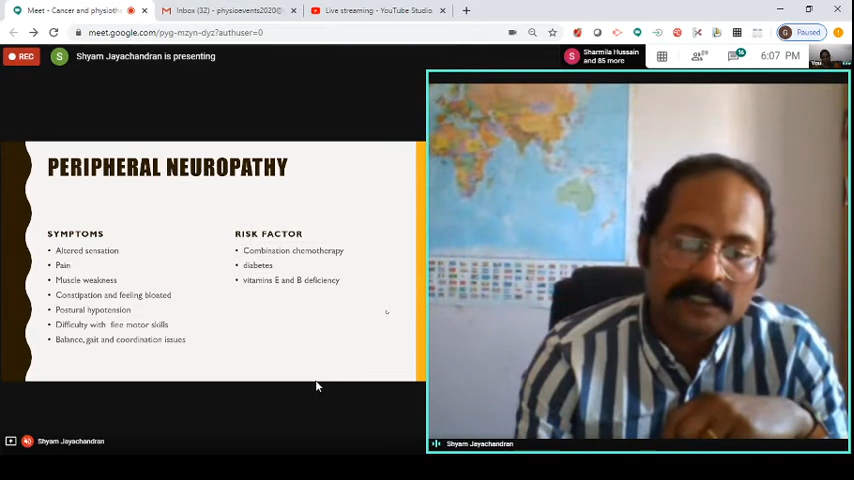 Meet - Cancer and physioth
Inbox (32) - physioevents2020@
Live streaming - YouTube Studio
meet.google.com/pyg-mzyn-dyz?authuser=0
Paused
REC
S
Shyam Jayachandran is presenting
S
Sharmila Hussain
and 85 more
6:07 PM
You
PERIPHERAL NEUROPATHY
SYMPTOMS
• Altered sensation
• Pain
• Muscle weakness
• Constipation and feeling bloated
• Postural hypotension
• Difficulty with fine motor skills
• Balance, gait and coordination issues
RISK FACTOR
• Combination chemotherapy
• diabetes
• vitamins E and B deficiency
Shyam Jayachandran
Shyam Jayachandran